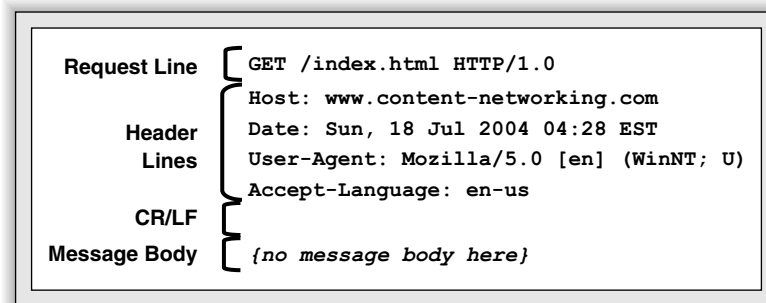 Request Line GET /index.html HTTP/1.0
Host: www.content-networking.com
Header Date: Sun, 18 Jul 2004 04:28 EST
Lines User-Agent: Mozilla/5.0 [en] (WinNT; U)
Accept-Language: en-us
CR/LF
Message Body {no message body here}